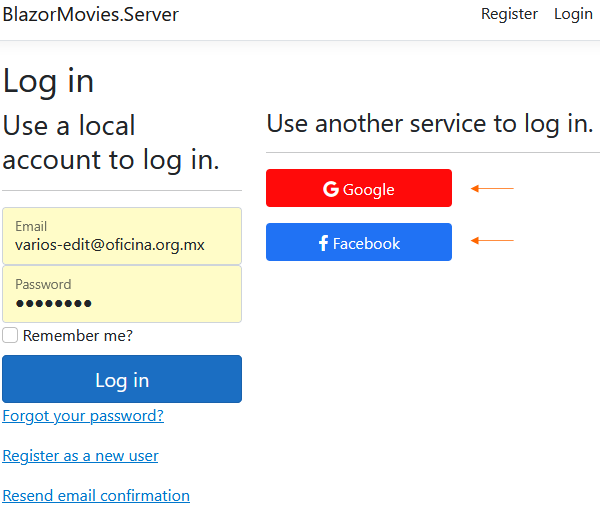 BlazorMovies.Server
Register Login
Log in
Use a local
account to log in.
Email
varios-edit@oficina.org.mx
Password
●●●●●●●●
Remember me?
Log in
Forgot your password?
Register as a new user
Resend email confirmation
Use another service to log in.
Google
Facebook